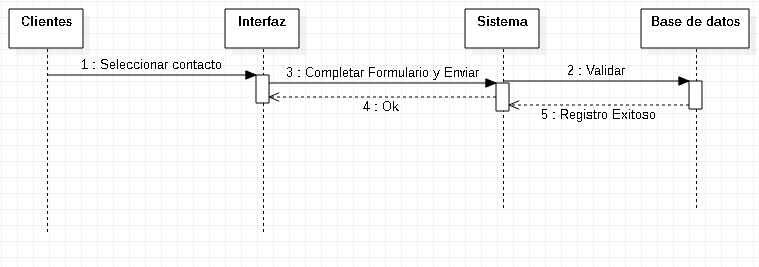 Clientes
Interfaz
Sistema
Base de datos
1 : Seleccionar contacto
3 : Completar Formulario y Enviar
2 : Validar
4 : Ok
5 : Registro Exitoso